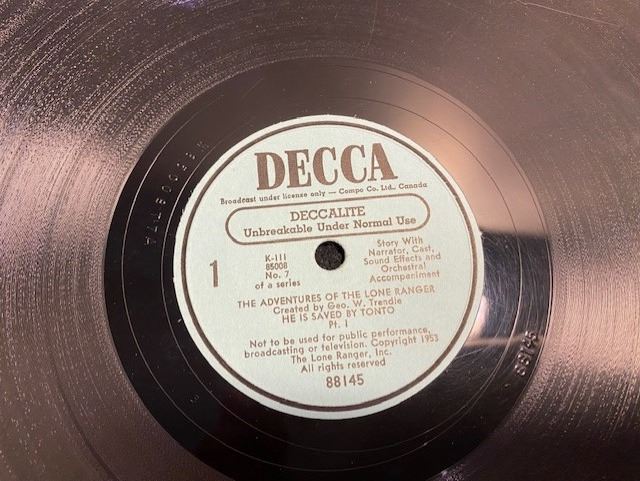 DECCA
Broadcast under license only — Compo Co. Ltd., Canada
DECCALITE
Unbreakable Under Normal Use
1
K-111
85008
No. 7
of a series
Story With
Narrator, Cast,
Sound Effects and
Orchestral
Accompaniment
THE ADVENTURES OF THE LONE RANGER
Created by Geo. W. Trendle
HE IS SAVED BY TONTO
Pt. 1
Not to be used for public performance,
broadcasting or television. Copyright 1953
The Lone Ranger, Inc.
All rights reserved
88145